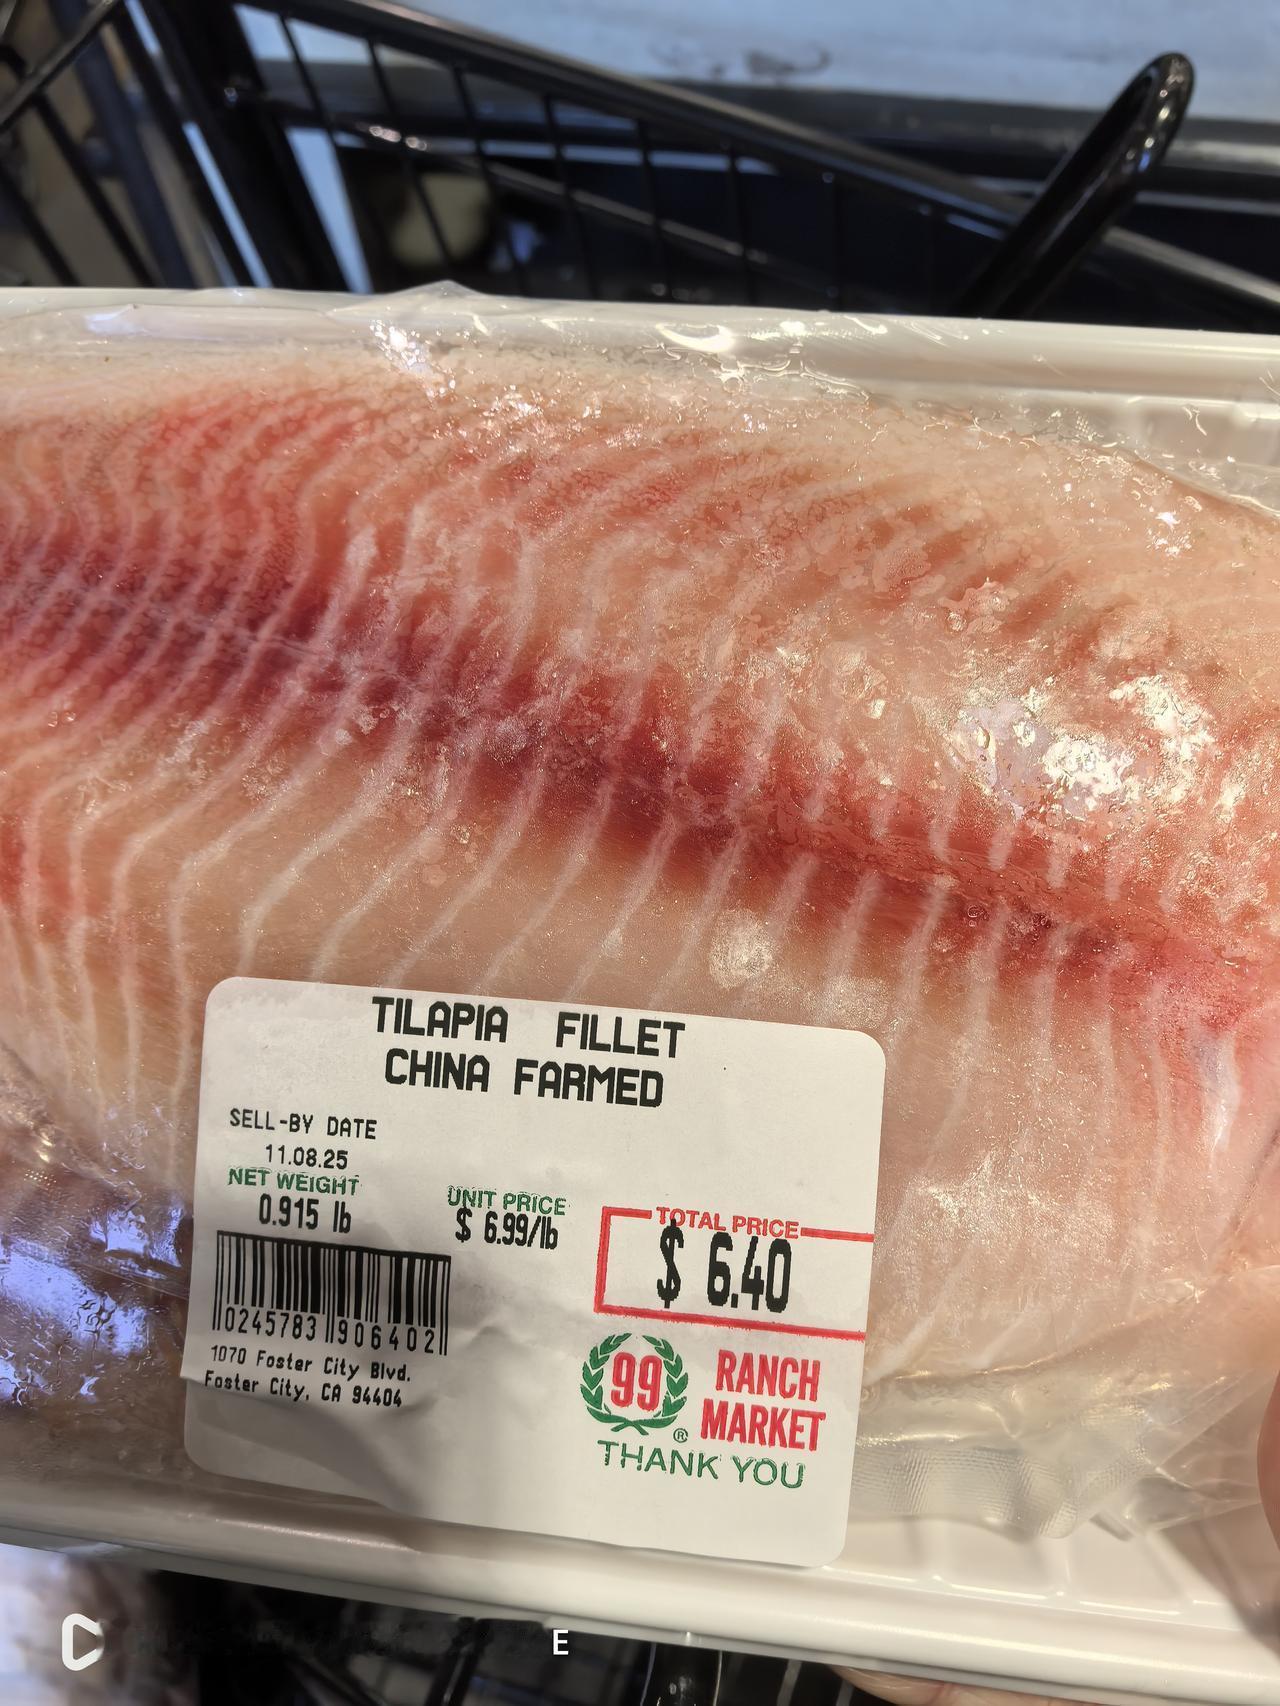 TILAPIA FILLET
CHINA FARMED
SELL-BY DATE
11.08.25
NET WEIGHT
0.915 lb
UNIT PRICE
$ 6.99/lb
TOTAL PRICE
$ 6.40
0245783 906402
1070 Foster City Blvd.
Foster City, CA 94404
99 RANCH
MARKET
®
THANK YOU
E